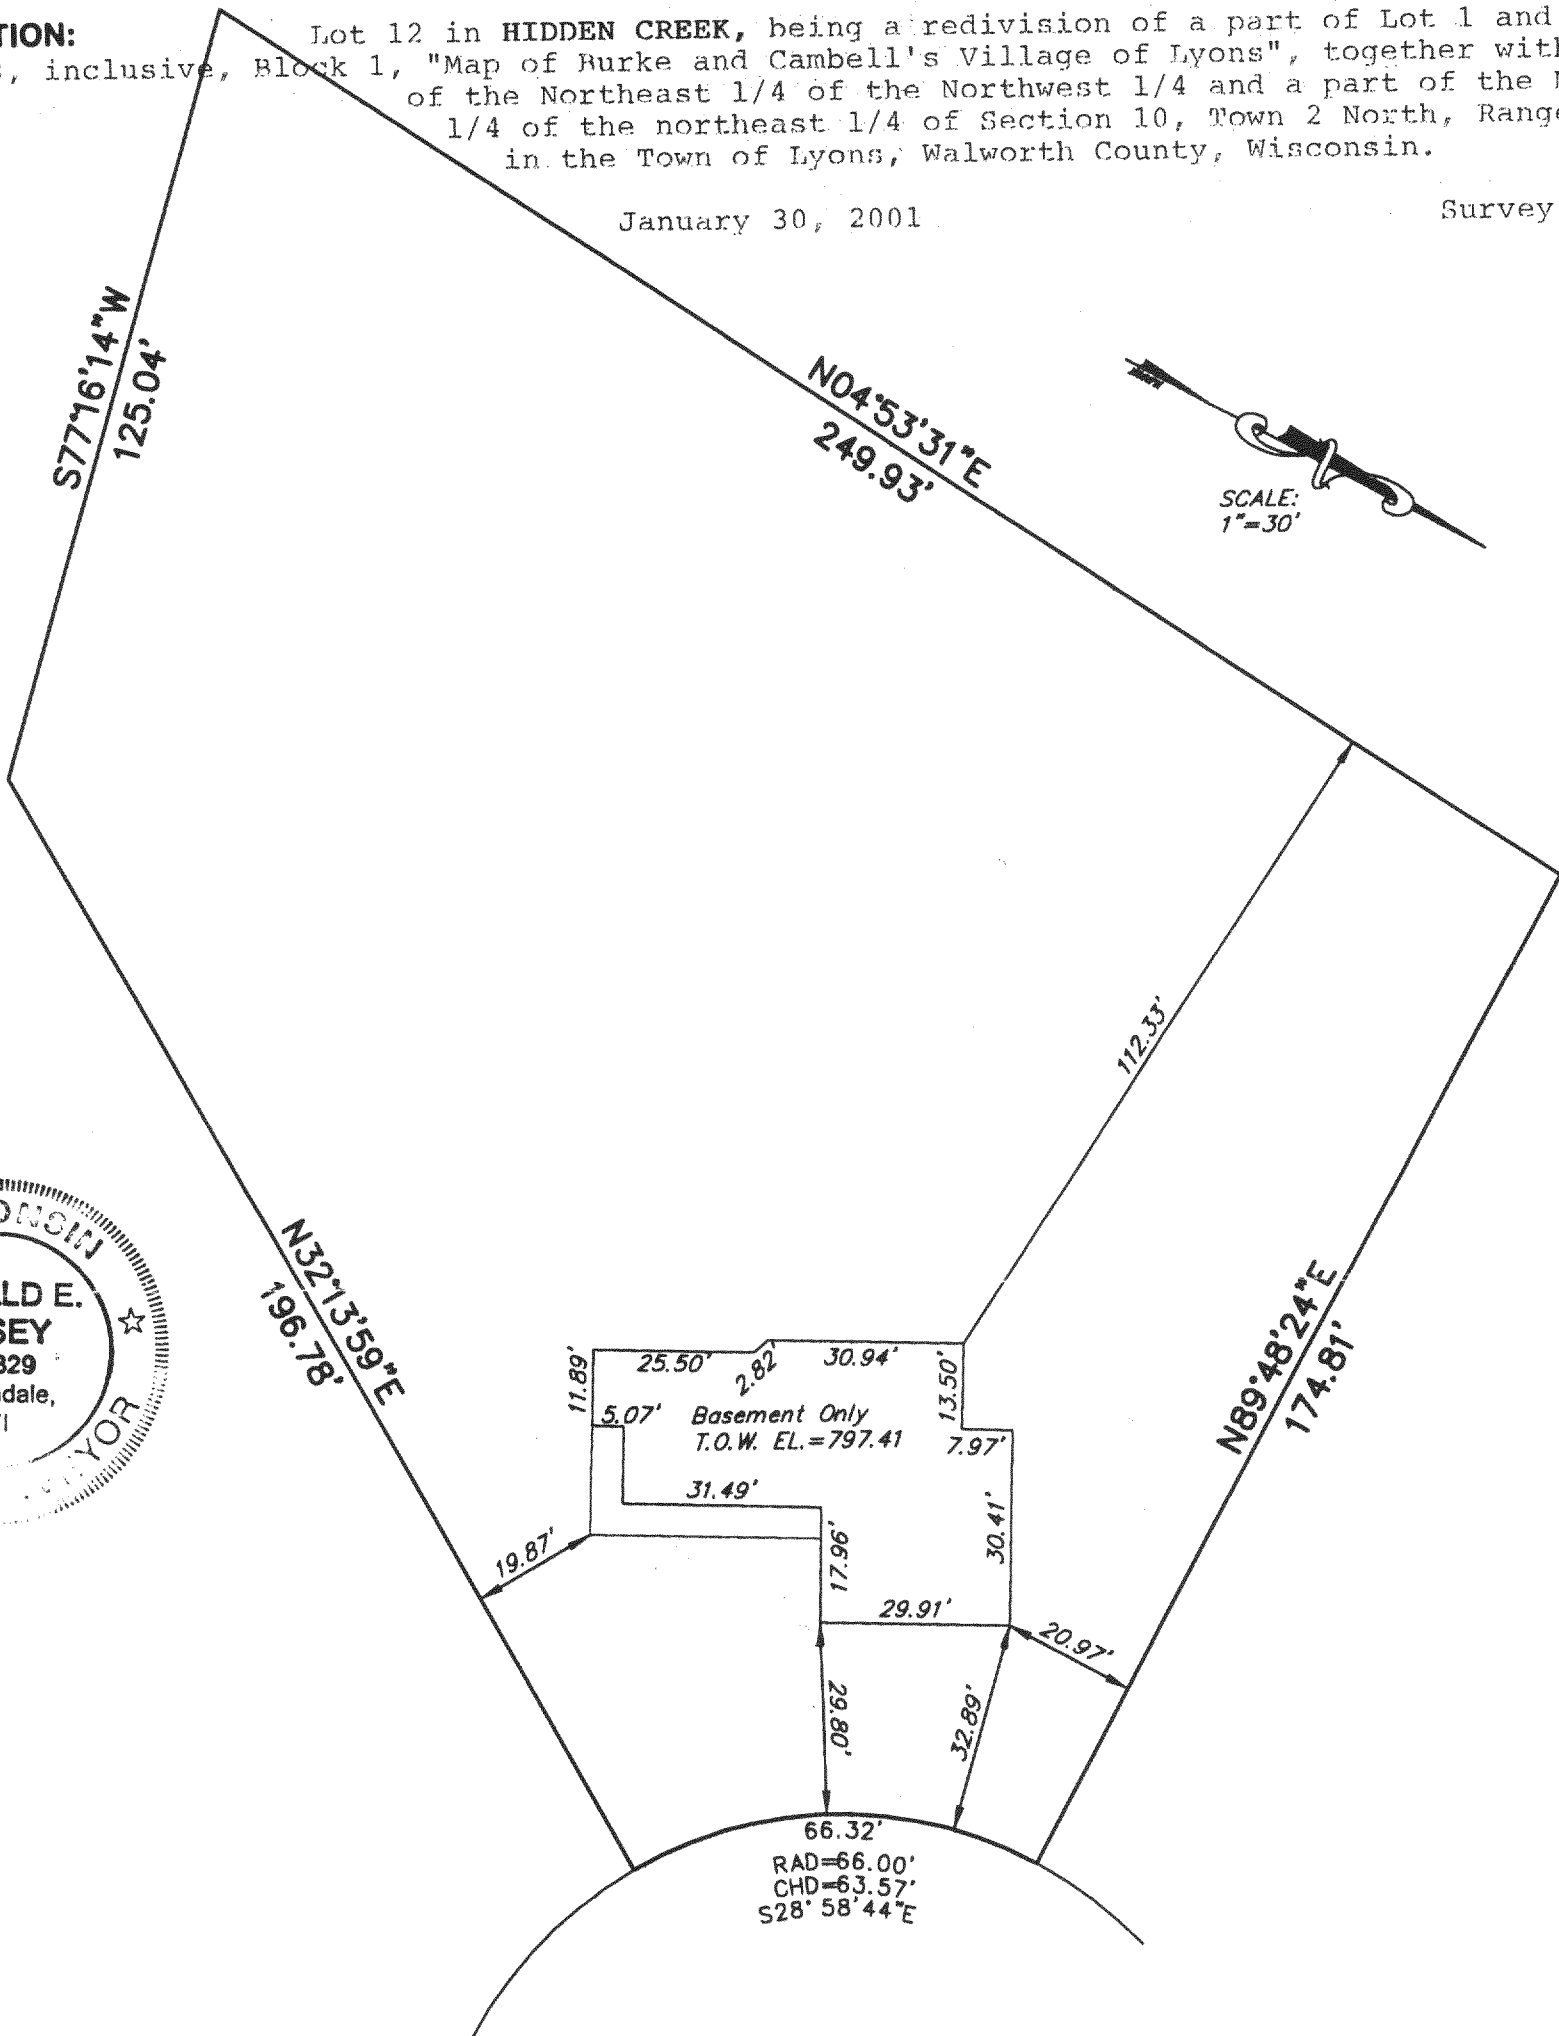 TION: Lot 12 in HIDDEN CREEK, being a redivision of a part of Lot 1 and
, inclusive, Block 1, "Map of Burke and Cambell's Village of Lyons", together with
of the Northeast 1/4 of the Northwest 1/4 and a part of the
1/4 of the northeast 1/4 of Section 10, Town 2 North, Range
in the Town of Lyons, Walworth County, Wisconsin.
January 30, 2001
Survey
S77°16'14"W
125.04'
N04°53'31"E
249.93'
SCALE:
1"=30'
112.33'
N32°13'59"E
196.78'
N89°48'24"E
174.81'
ONSIN
LD E.
SEY
829
dale,
I
YOR
25.50'
2.82'
30.94'
11.89'
5.07'
Basement Only
T.O.W. EL.=797.41
13.50'
7.97'
31.49'
17.96'
30.41'
19.87'
29.91'
20.97'
29.80'
32.89'
66.32'
RAD=66.00'
CHD=63.57'
S28°58'44"E